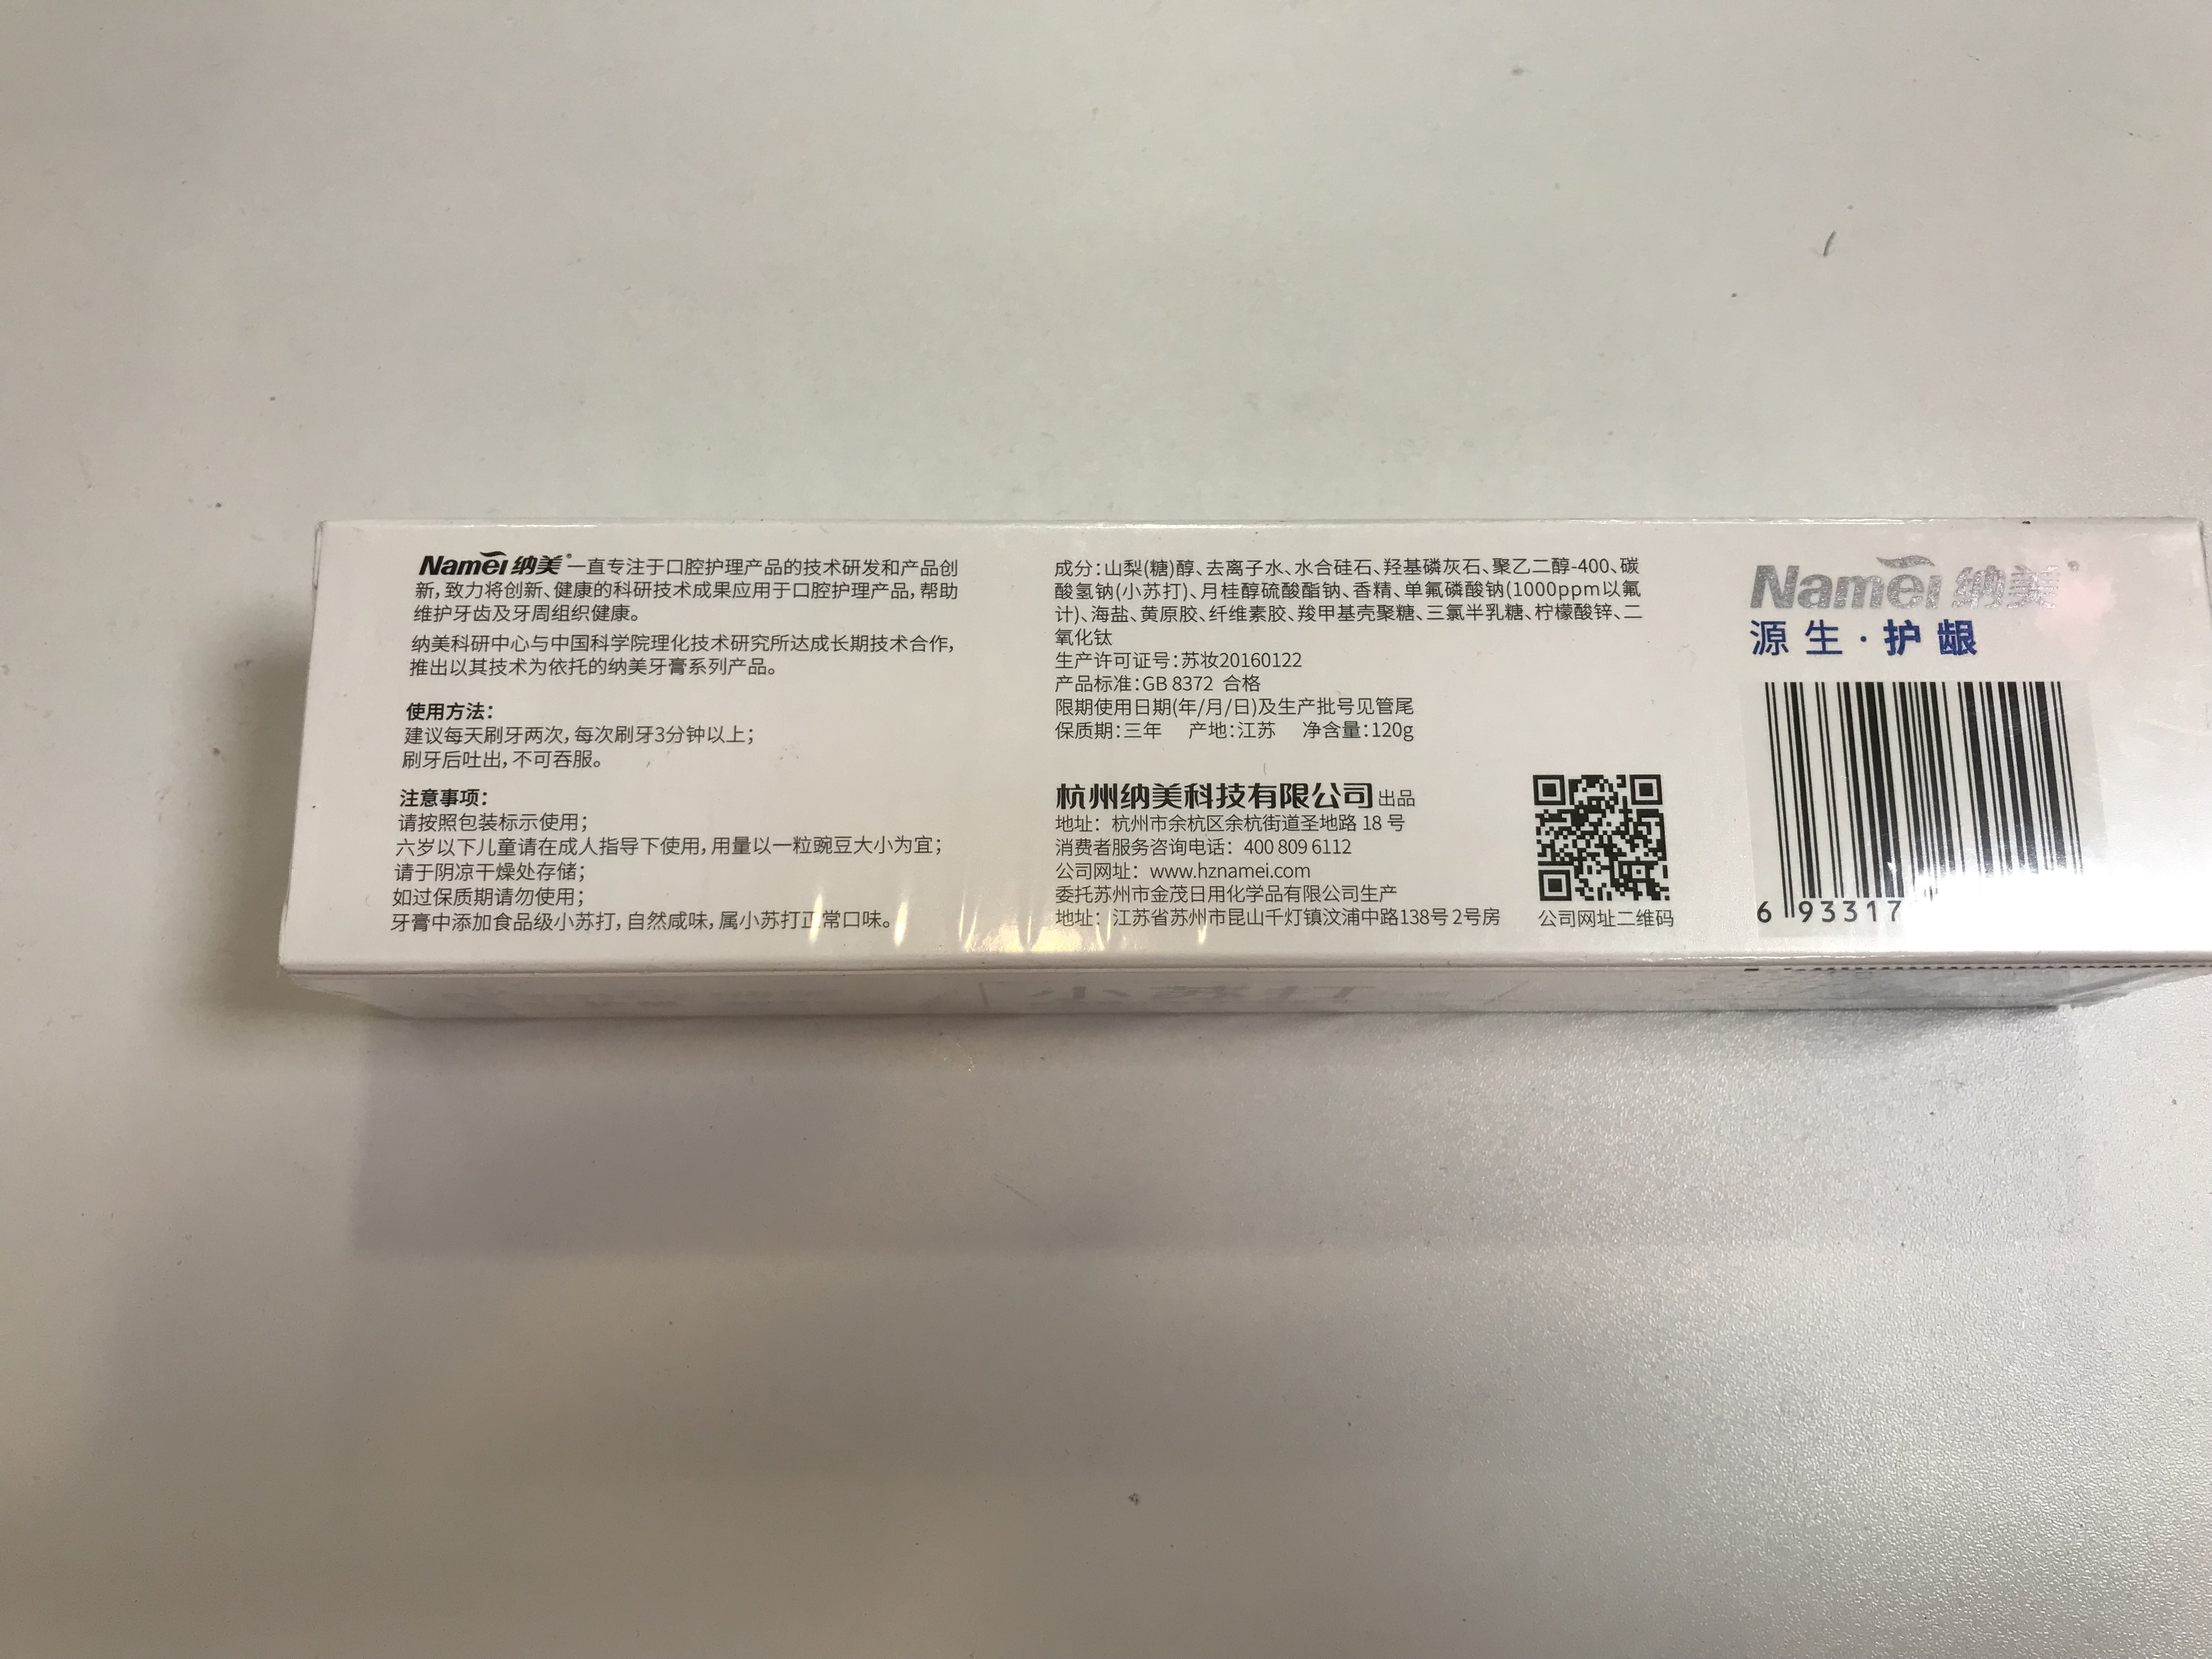 Namei 纳美®一直专注于口腔护理产品的技术研发和产品创
新,致力将创新、健康的科研技术成果应用于口腔护理产品,帮助
维护牙齿及牙周组织健康。
纳美科研中心与中国科学院理化技术研究所达成长期技术合作,
推出以其技术为依托的纳美牙膏系列产品。
使用方法:
建议每天刷牙两次,每次刷牙3分钟以上;
刷牙后吐出,不可吞服。
注意事项:
请按照包装标示使用;
六岁以下儿童请在成人指导下使用,用量以一粒豌豆大小为宜;
请于阴凉干燥处存储;
如过保质期请勿使用;
牙膏中添加食品级小苏打,自然咸味,属小苏打正常口味。
成分:山梨(糖)醇、去离子水、水合硅石、羟基磷灰石、聚乙二醇-400、碳
酸氢钠(小苏打)、月桂醇硫酸酯钠、香精、单氟磷酸钠(1000ppm以氟
计)、海盐、黄原胶、纤维素胶、羧甲基壳聚糖、三氯半乳糖、柠檬酸锌、二
氧化钛
生产许可证号:苏妆20160122
产品标准:GB 8372 合格
限期使用日期(年/月/日)及生产批号见管尾
保质期:三年 产地:江苏 净含量:120g
杭州纳美科技有限公司 出品
地址: 杭州市余杭区余杭街道圣地路 18 号
消费者服务咨询电话: 400 809 6112
公司网址: www.hznamei.com
委托苏州市金茂日用化学品有限公司生产
地址: 江苏省苏州市昆山千灯镇汶浦中路138号2号房
公司网址二维码
Namei 纳美®
源生·护龈
6 93317
小苏打